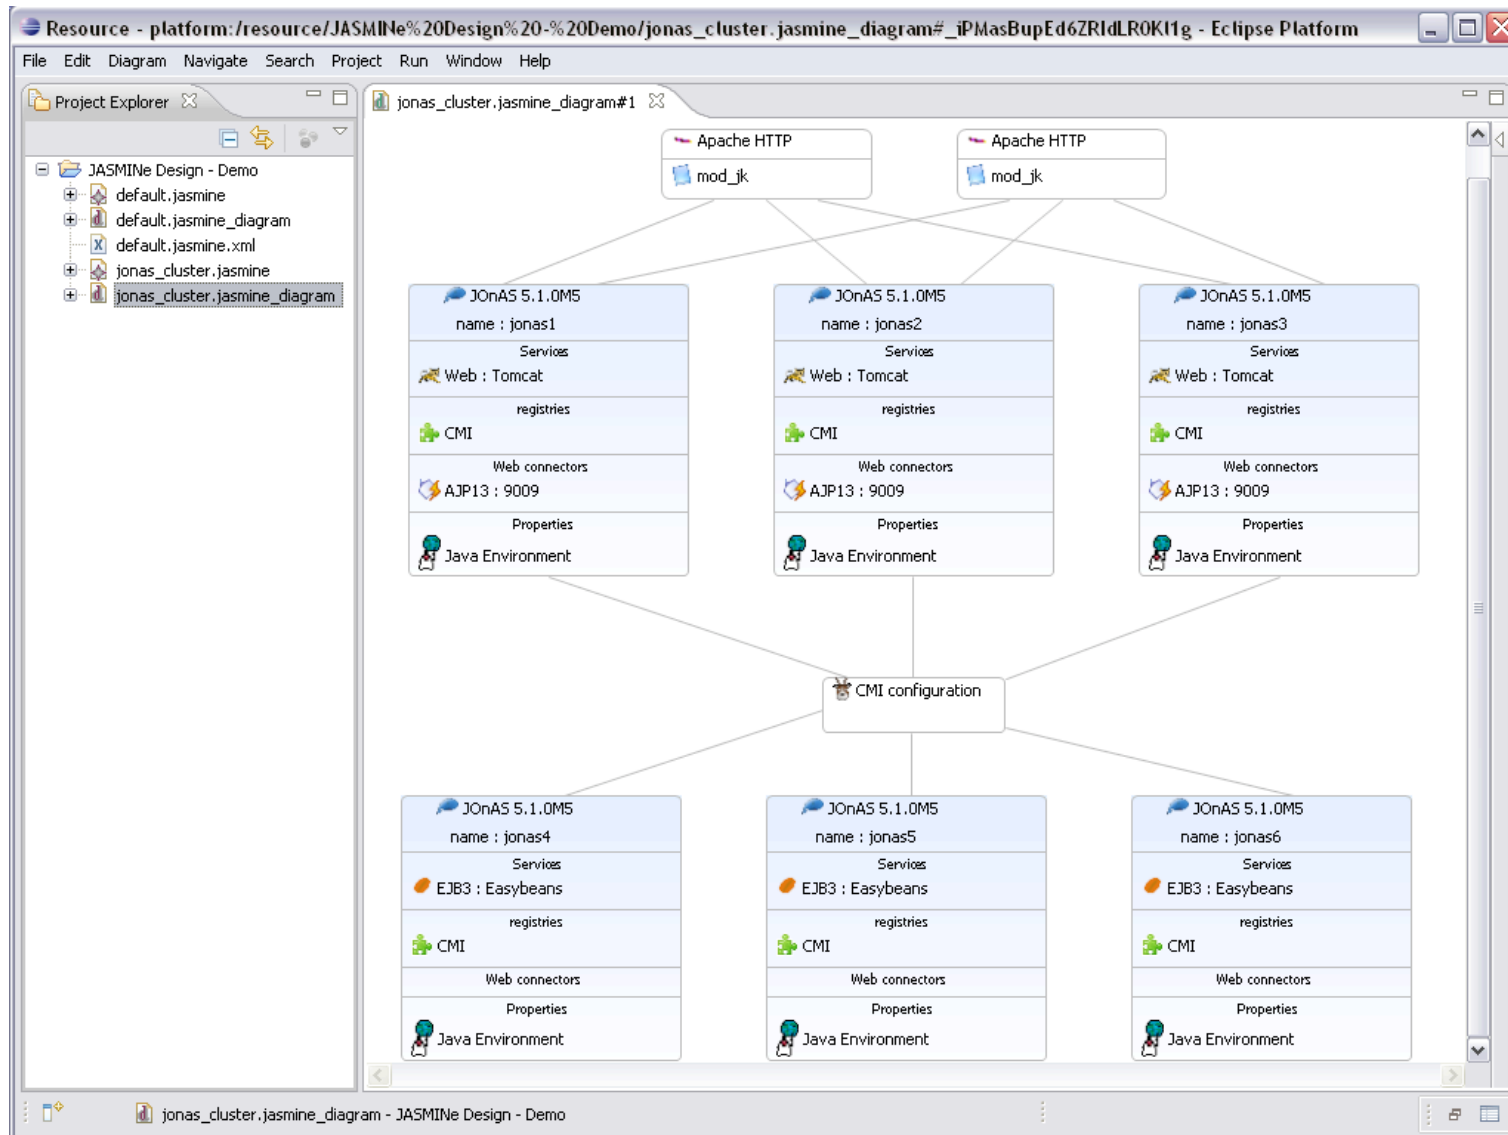 Resource - platform:/resource/JASMINe%20Design%20-%20Demo/jonas_cluster.jasmine_diagram#_iPMasBupEd6ZRIdLR0KI1g - Eclipse Platform
File Edit Diagram Navigate Search Project Run Window Help
Project Explorer
JASMINe Design - Demo
default.jasmine
default.jasmine_diagram
default.jasmine.xml
jonas_cluster.jasmine
jonas_cluster.jasmine_diagram
jonas_cluster.jasmine_diagram#1
Apache HTTP Apache HTTP
mod_jk mod_jk
JOnAS 5.1.0M5 JOnAS 5.1.0M5 JOnAS 5.1.0M5
name : jonas1 name : jonas2 name : jonas3
Services Services Services
Web : Tomcat Web : Tomcat Web : Tomcat
registries registries registries
CMI CMI CMI
Web connectors Web connectors Web connectors
AJP13 : 9009 AJP13 : 9009 AJP13 : 9009
Properties Properties Properties
Java Environment Java Environment Java Environment
CMI configuration
JOnAS 5.1.0M5 JOnAS 5.1.0M5 JOnAS 5.1.0M5
name : jonas4 name : jonas5 name : jonas6
Services Services Services
EJB3 : Easybeans EJB3 : Easybeans EJB3 : Easybeans
registries registries registries
CMI CMI CMI
Web connectors Web connectors Web connectors
Properties Properties Properties
Java Environment Java Environment Java Environment
jonas_cluster.jasmine_diagram - JASMINe Design - Demo